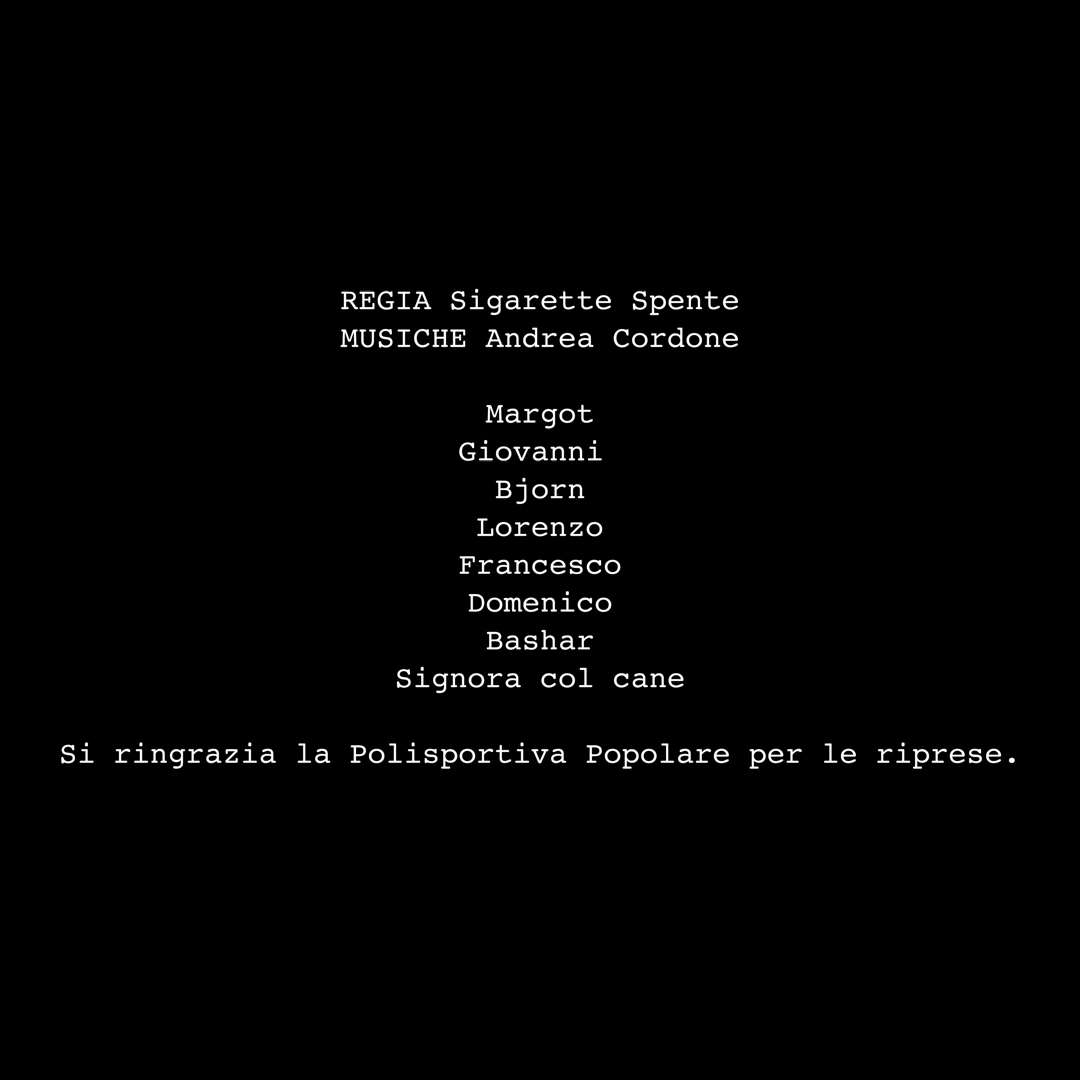 REGIA Sigarette Spente
MUSICHE Andrea Cordone
Margot
Giovanni
Bjorn
Lorenzo
Francesco
Domenico
Bashar
Signora col cane
Si ringrazia la Polisportiva Popolare per le riprese.